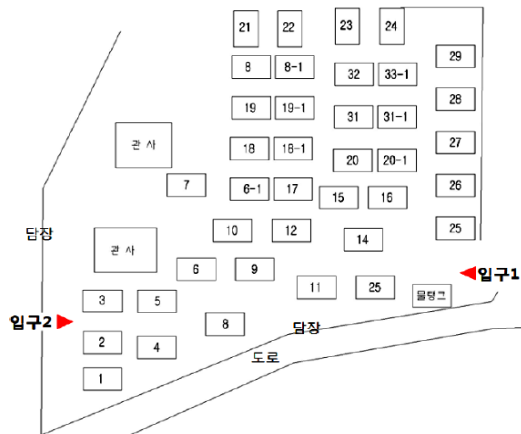 21 22 23 24
8 8-1 32 33-1 29
19 19-1 31 31-1 28
관 사 18 18-1 20 20-1 27
7 6-1 17 15 16 26
담장 10 12 14 25
관 사 6 9 입구1
3 5 11 25 물탱크
입구2 8 담장
2 4 도로
1